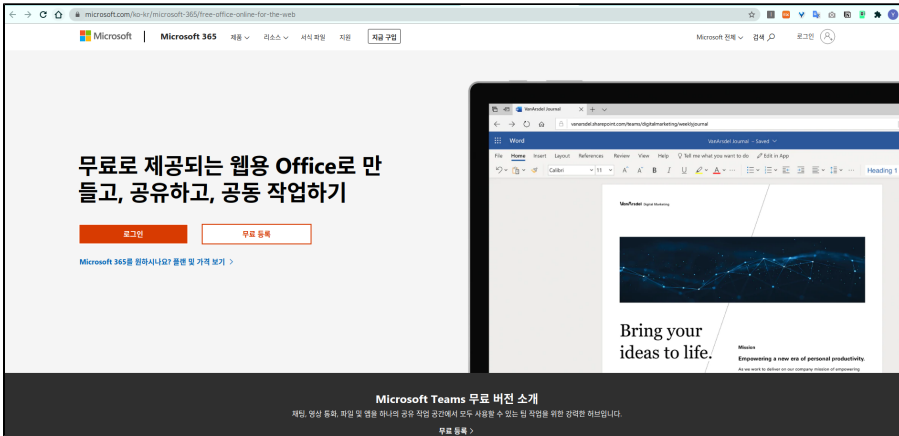 microsoft.com/ko-kr/microsoft-365/free-office-online-for-the-web
Microsoft
Microsoft 365
제품
리소스
서식 파일
지원
지금 구입
Microsoft 전체
검색
로그인
무료로 제공되는 웹용 Office로 만
들고, 공유하고, 공동 작업하기
로그인
무료 등록
Microsoft 365를 원하시나요? 플랜 및 가격 보기 >
VanArsdel Journal
vanarsdel.sharepoint.com/teams/digitalmarketing/weeklyjournal
Word
VanArsdel Journal - Saved
File Home Insert Layout References Review View Help Tell me what you want to do Edit in App
Calibri 11 A A B I U A Heading 1
VanArsdel Digital Marketing
Bring your
ideas to life.
Mission
Empowering a new era of personal productivity.
As we work to deliver on our company mission of empowering
Microsoft Teams 무료 버전 소개
채팅, 영상 통화, 파일 및 앱을 하나의 공유 작업 공간에서 모두 사용할 수 있는 팀 작업을 위한 강력한 허브입니다.
무료 등록 >